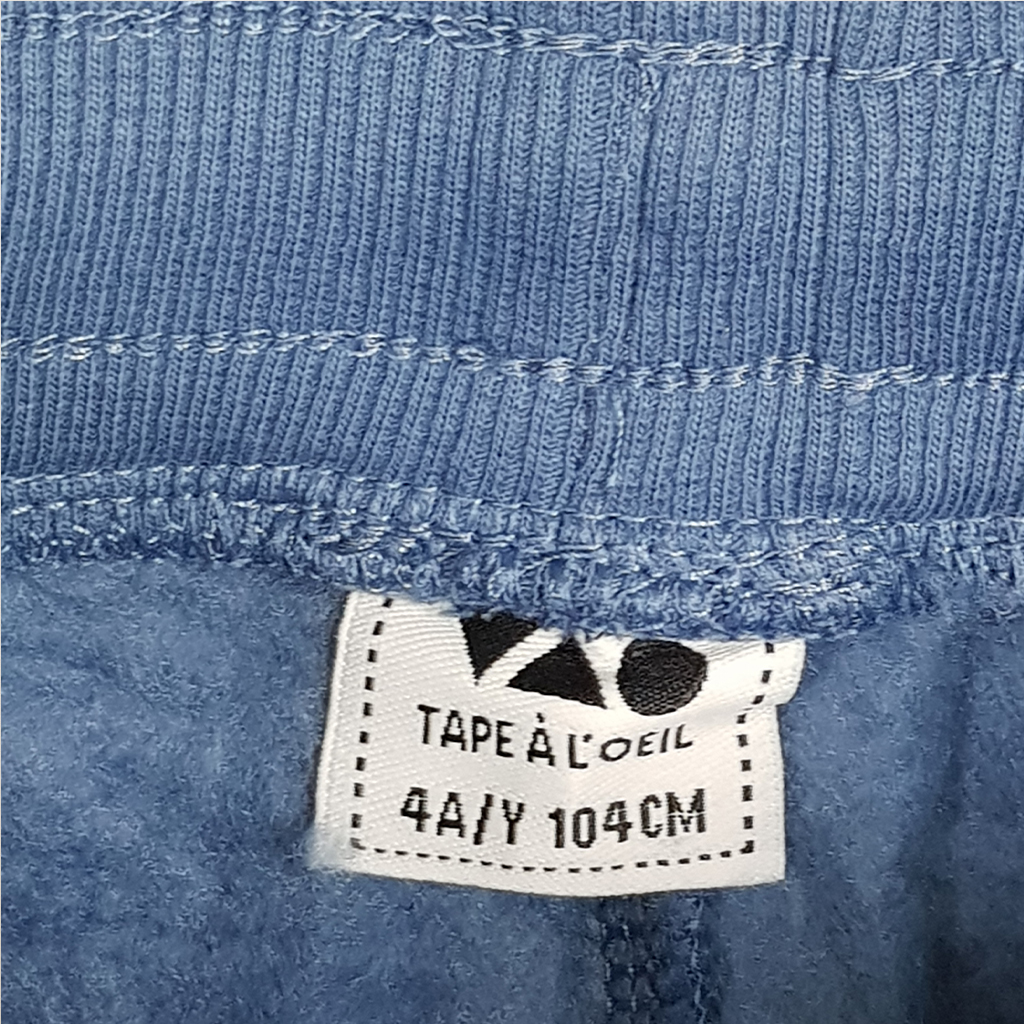 TAPE À L'OEIL
4A/Y 104CM